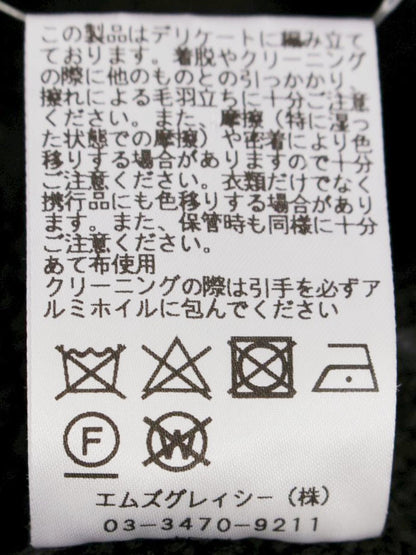 この製品はデリケートに編み立て
ております。着脱やクリーニング
の際に他のものとの引っかかり、
擦れによる毛羽立ちに十分ご注意
ください。また、摩擦（特に湿っ
た状態での摩擦）や密着により色
移りする場合がありますので十分
ご注意ください。衣類だけでなく
携行品にも色移りする場合があり
ます。また、保管時も同様に十分
ご注意ください。
あて布使用
クリーニングの際は引手を必ずア
ルミホイルに包んでください
F W
エムズグレイシー（株）
03-3470-9211